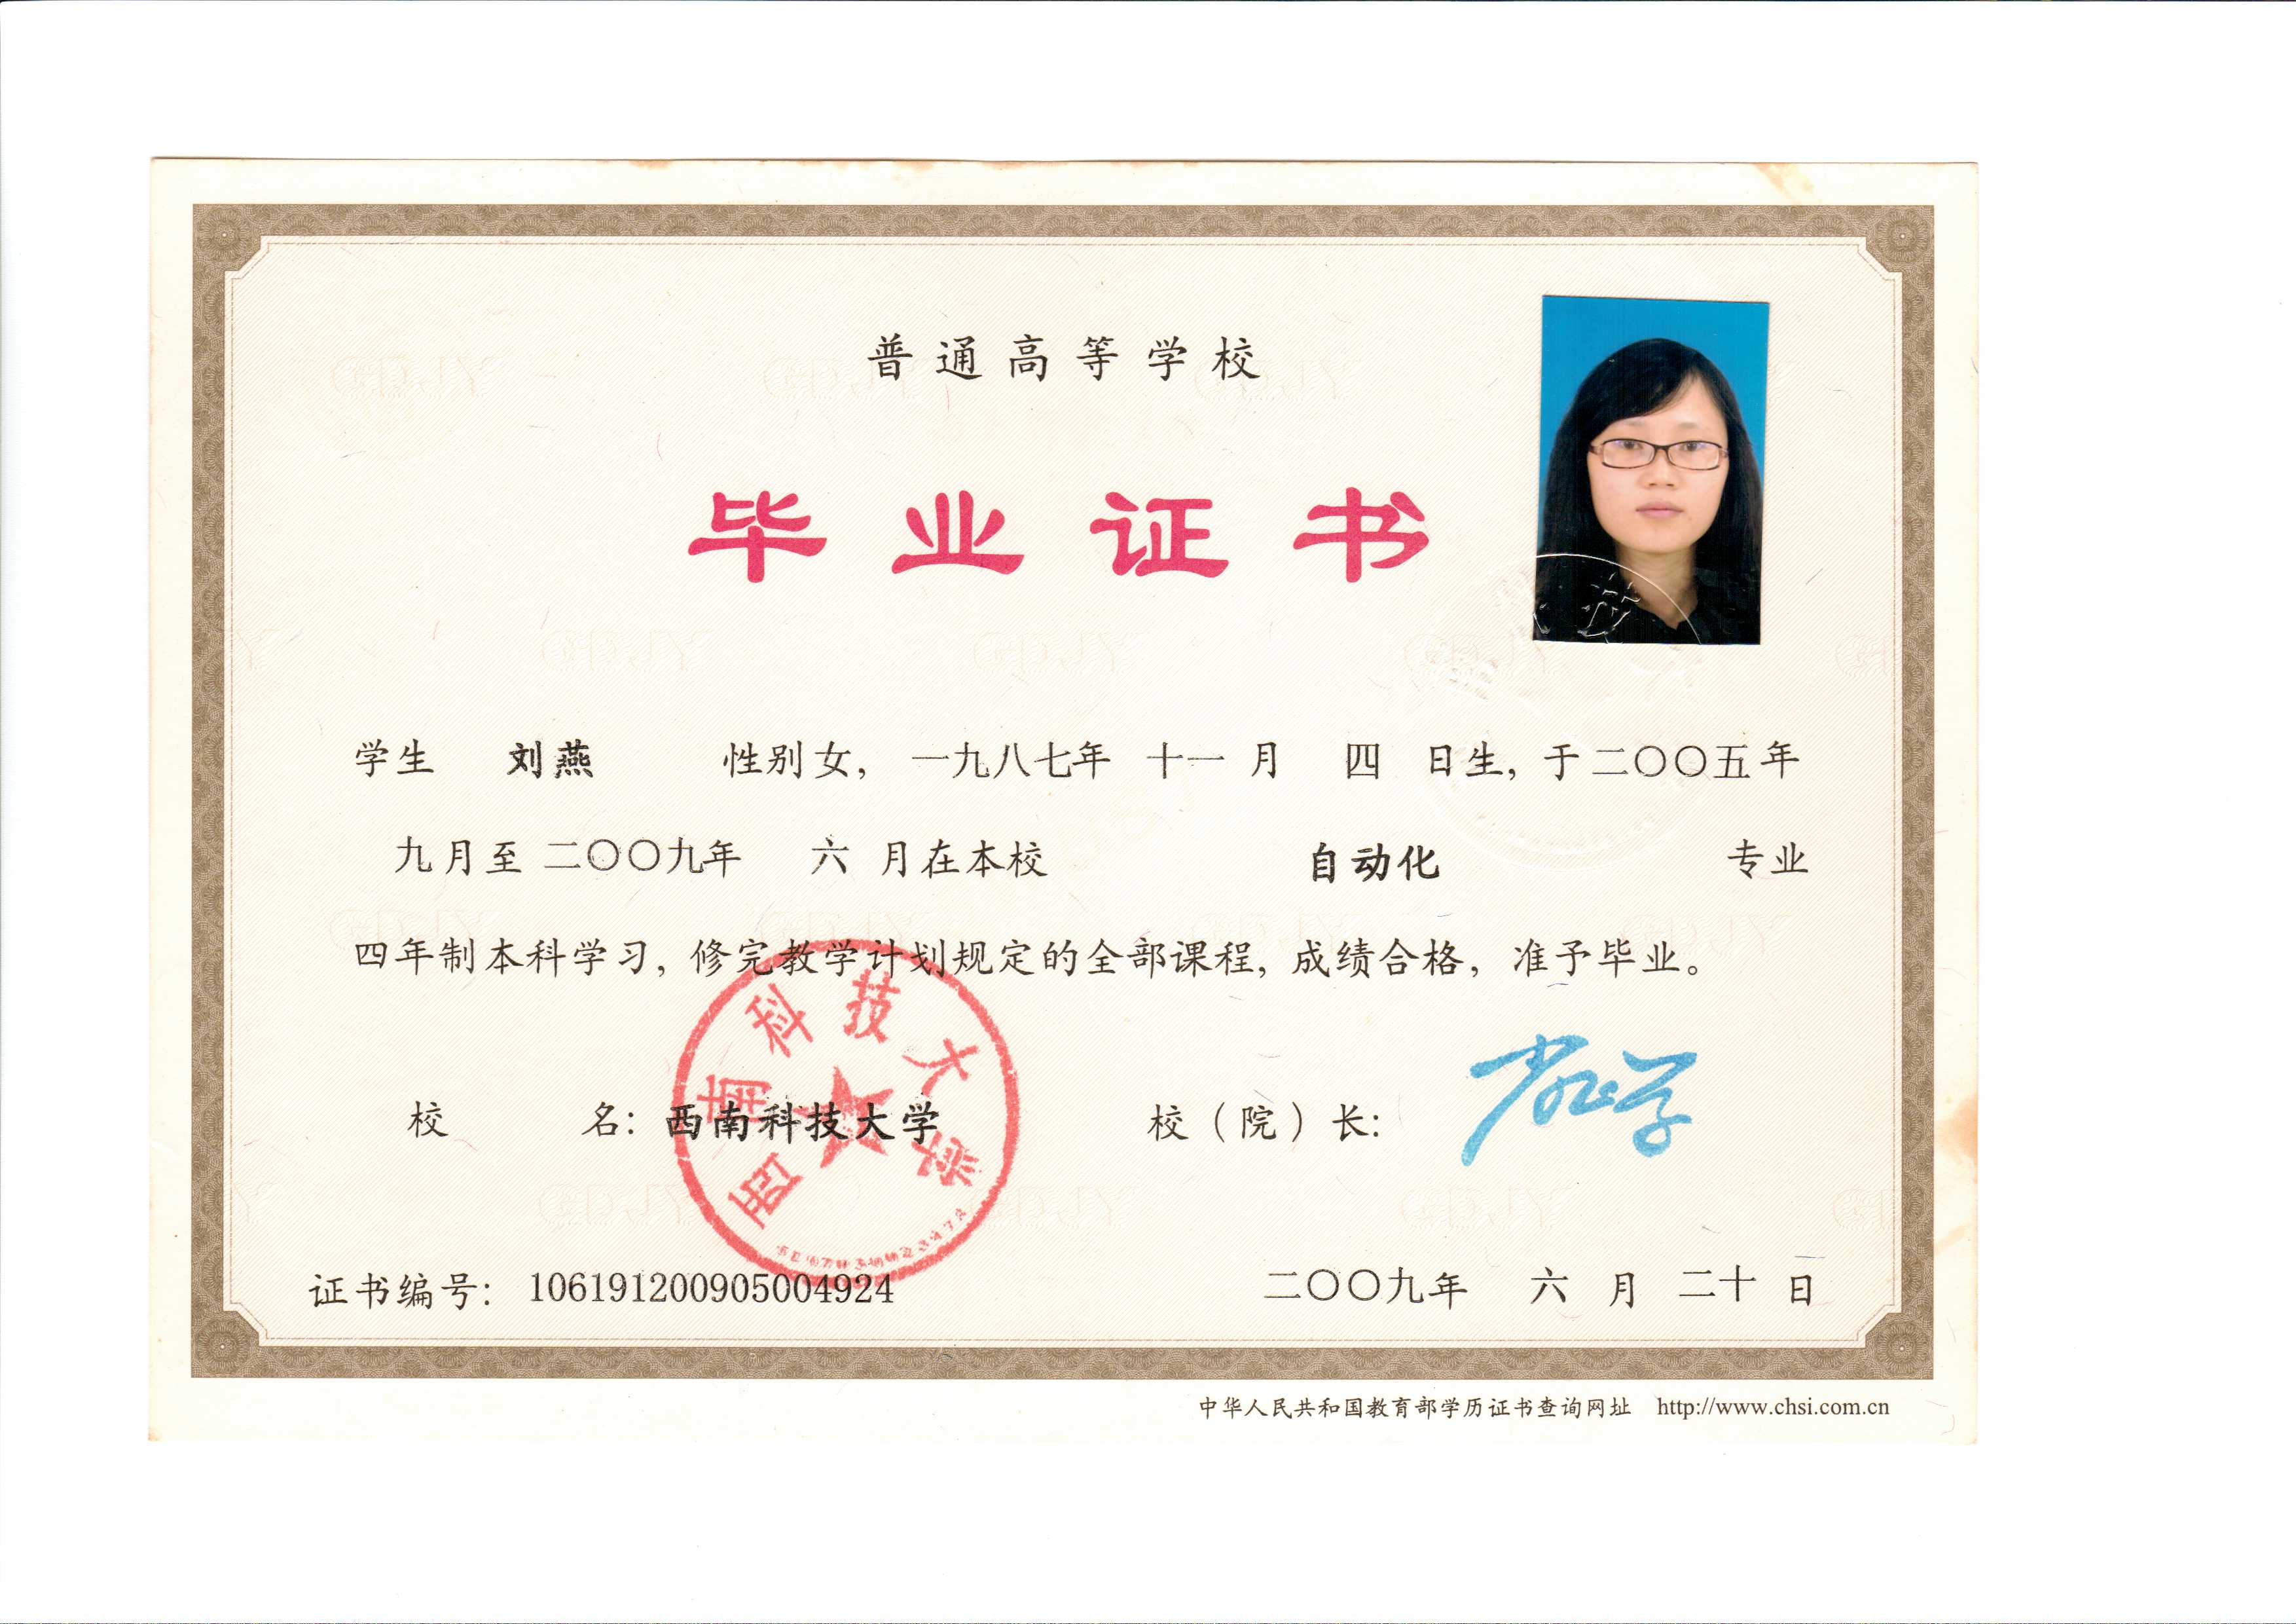 普通高等学校
毕业证书
学生 刘燕 性别女，一九八七年 十一 月 四 日生，于二〇〇五年
九月至 二〇〇九年 六 月在本校 自动化 专业
四年制本科学习，修完教学计划规定的全部课程，成绩合格，准予毕业。
西南科技大学
校 名：西南科技大学 校（院）长：
证书编号：106191200905004924 二〇〇九年 六 月 二十 日
中华人民共和国教育部学历证书查询网址 http://www.chsi.com.cn